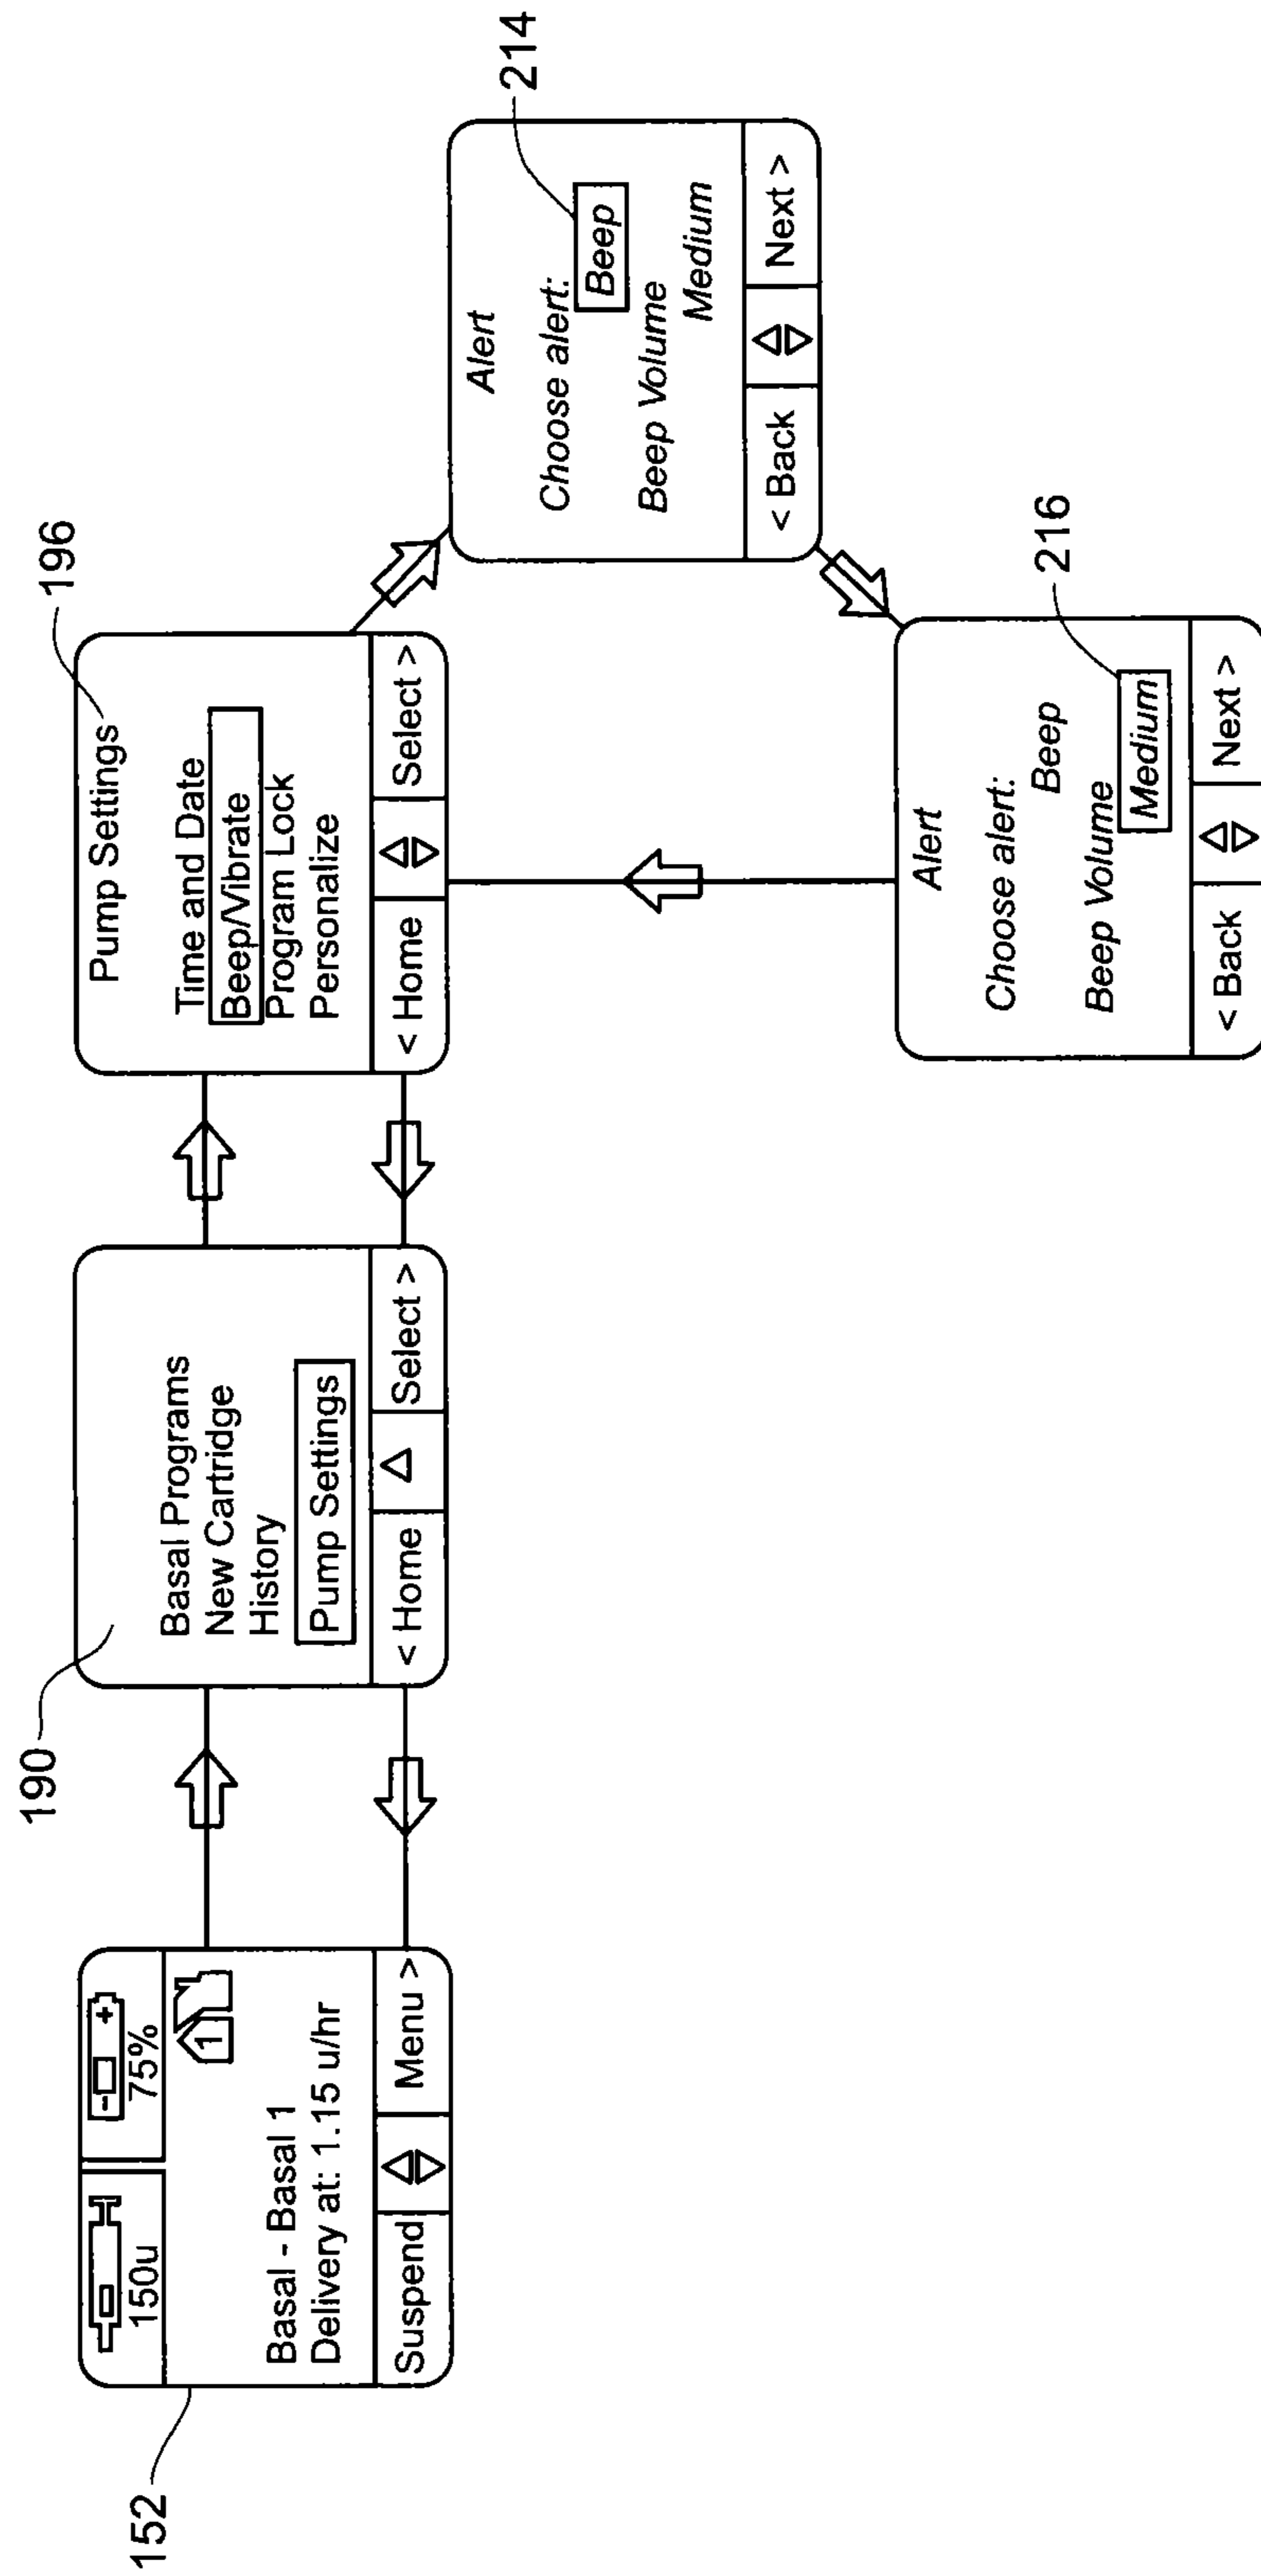 152
150u
- +
75%
1
Basal - Basal 1
Delivery at: 1.15 u/hr
Suspend
Menu >
190
Basal Programs
New Cartridge
History
Pump Settings
< Home
Select >
196
Pump Settings
Time and Date
Beep/Vibrate
Program Lock
Personalize
< Home
Select >
214
Alert
Choose alert:
Beep
Beep Volume
Medium
< Back
Next >
216
Alert
Choose alert:
Beep
Beep Volume
Medium
< Back
Next >